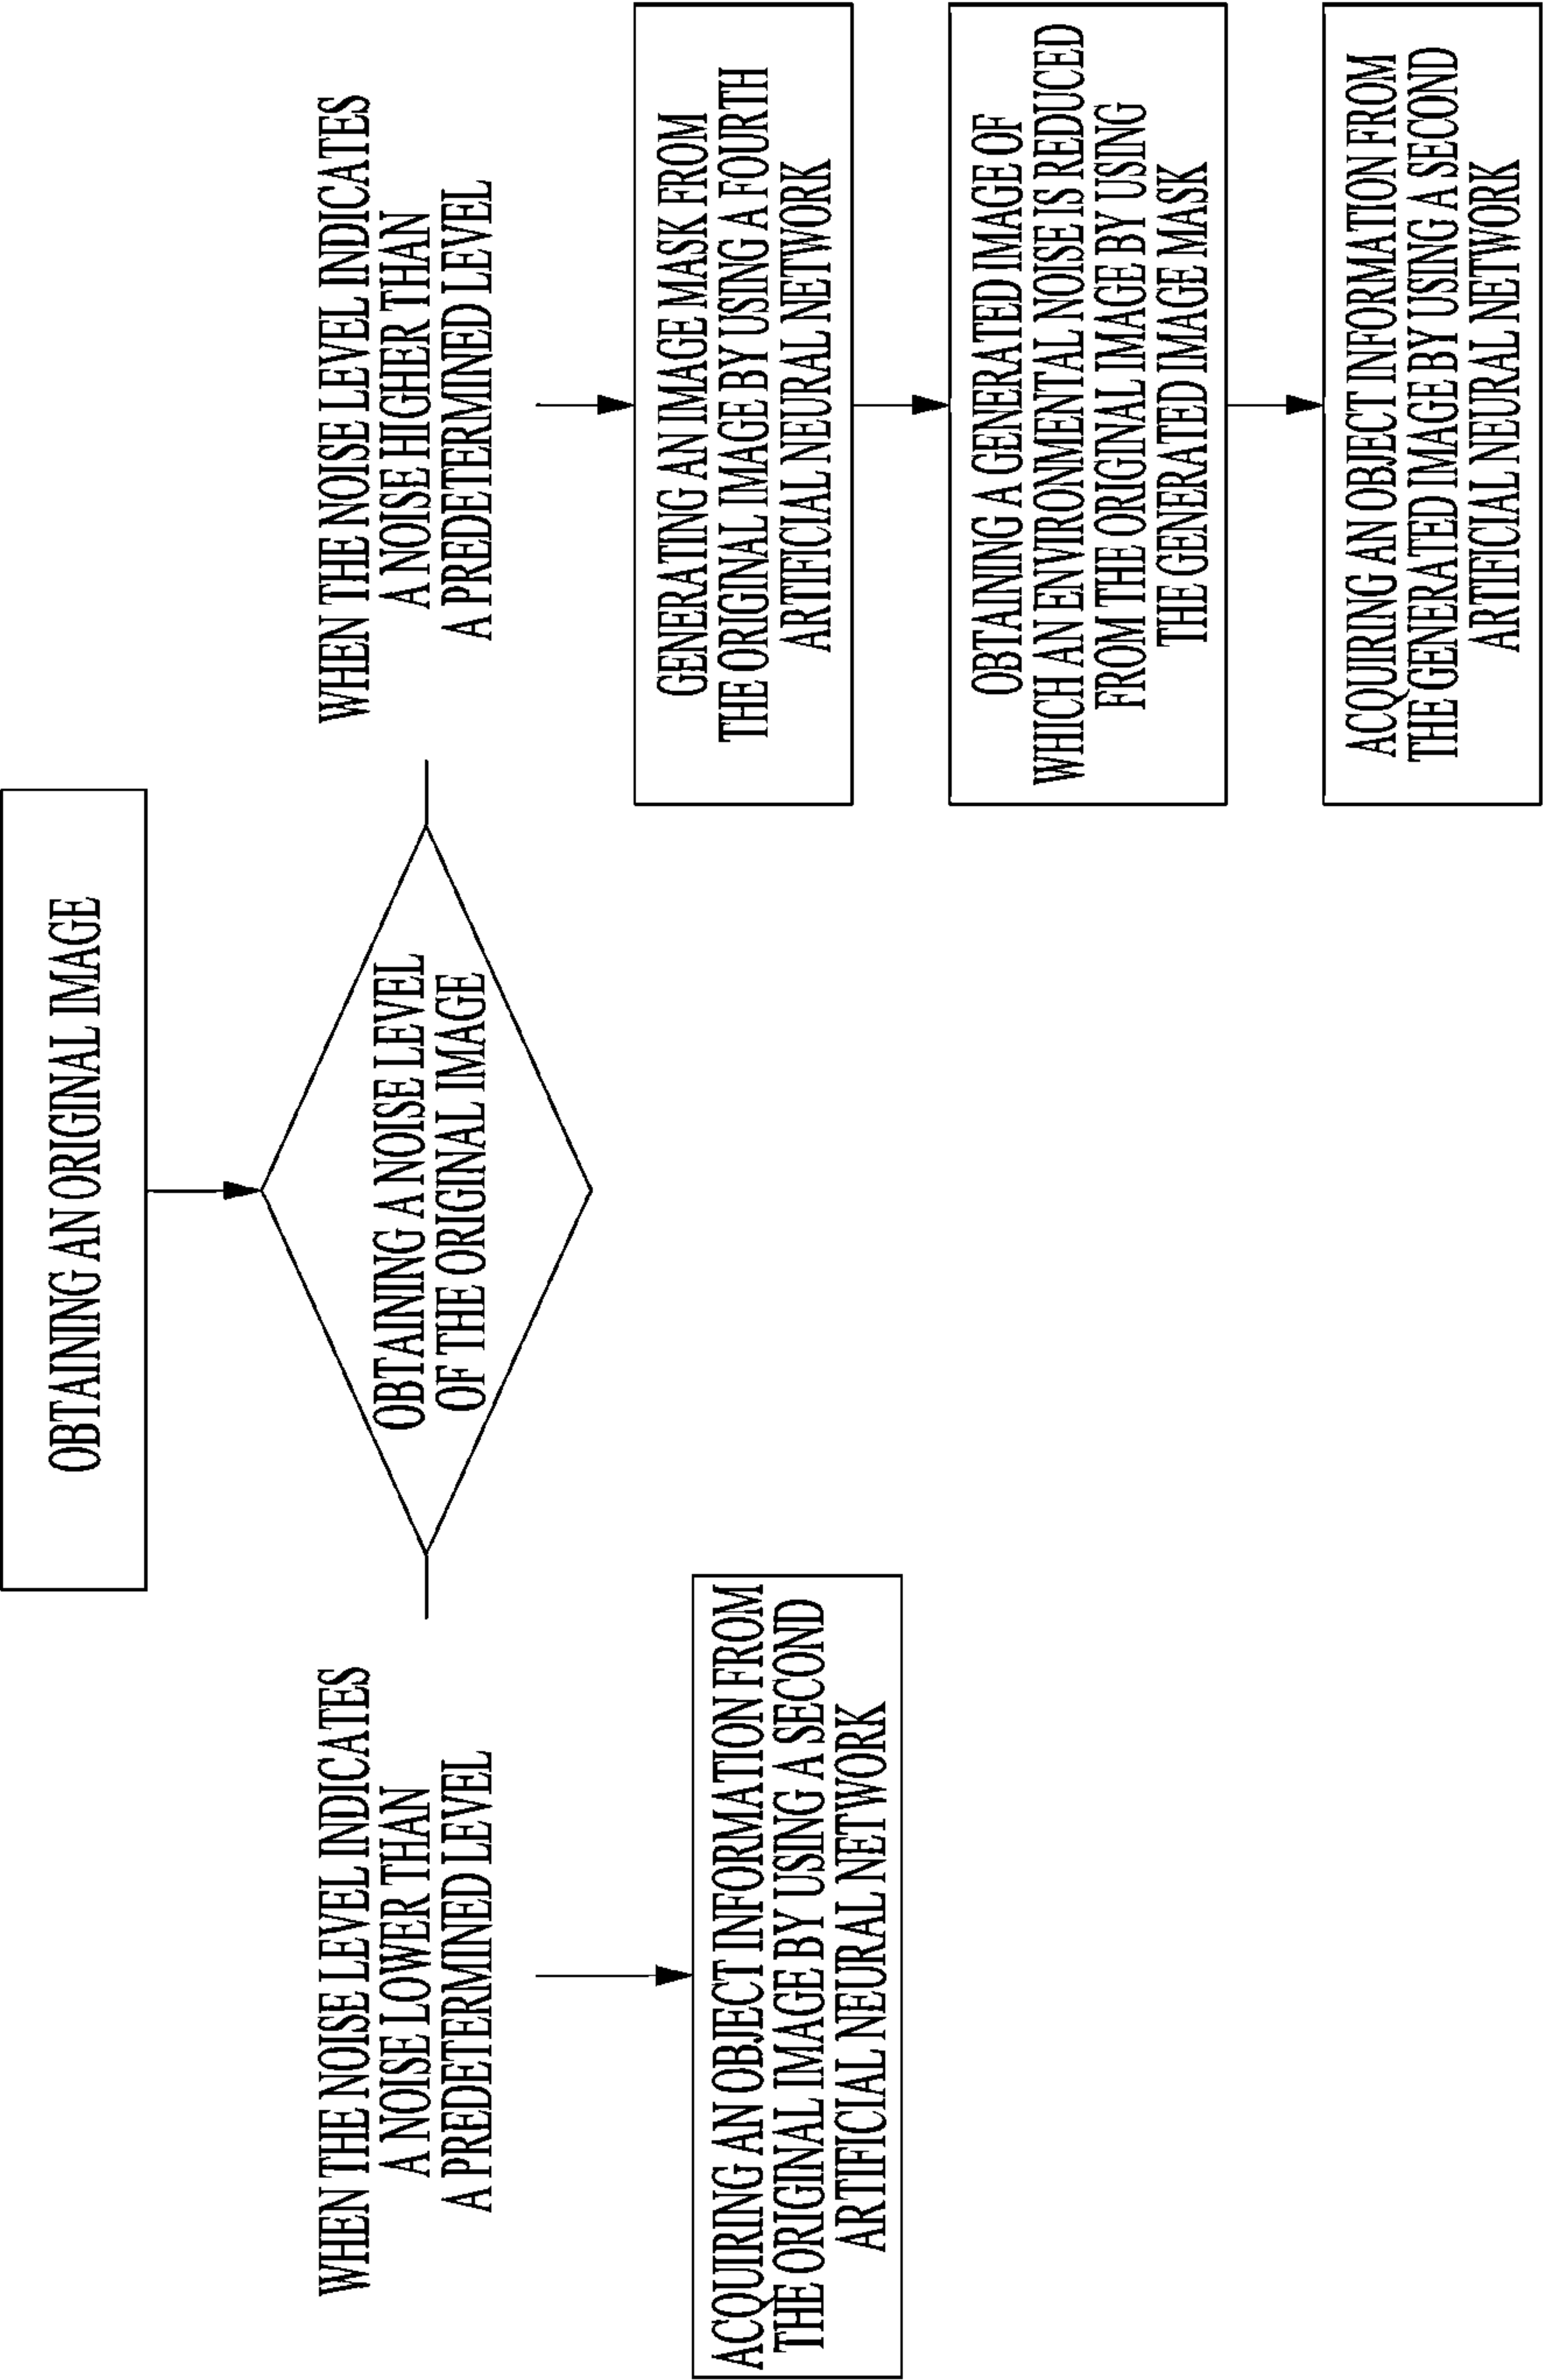 OBTAINING AN ORIGINAL IMAGE
OBTAINING A NOISE LEVEL
OF THE ORIGINAL IMAGE
WHEN THE NOISE LEVEL INDICATES
A NOISE LOWER THAN
A PREDETERMINED LEVEL
ACQUIRING AN OBJECT INFORMATION FROM
THE ORIGINAL IMAGE BY USING A SECOND
ARTIFICIAL NEURAL NETWORK
WHEN THE NOISE LEVEL INDICATES
A NOISE HIGHER THAN
A PREDETERMINED LEVEL
GENERATING AN IMAGE MASK FROM
THE ORIGINAL IMAGE BY USING A FOURTH
ARTIFICIAL NEURAL NETWORK
OBTAINING A GENERATED IMAGE OF
WHICH AN ENVIRONMENTAL NOISE IS REDUCED
FROM THE ORIGINAL IMAGE BY USING
THE GENERATED IMAGE MASK
ACQUIRING AN OBJECT INFORMATION FROM
THE GENERATED IMAGE BY USING A SECOND
ARTIFICIAL NEURAL NETWORK